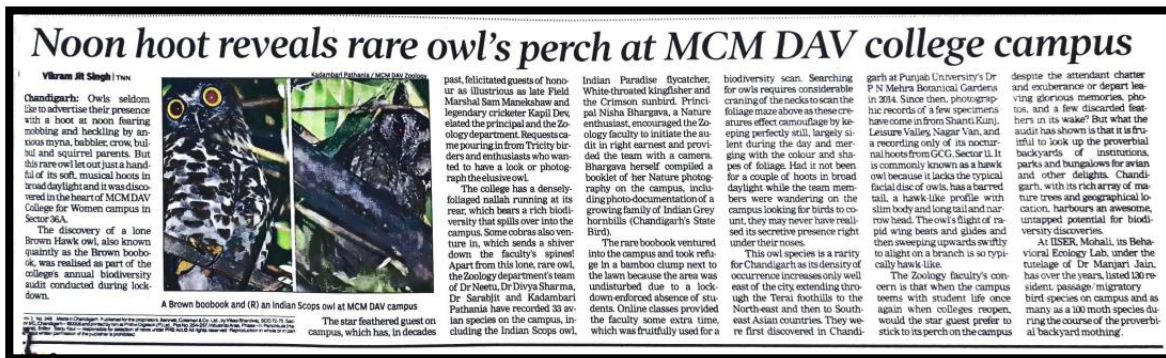 Noon hoot reveals rare owl's perch at MCM DAV college campus
Vikram Jit Singh | TNN
Chandigarh: Owls seldom
like to advertise their presence
with a hoot at noon fearing
mobbing and heckling by an-
xious myna, babbler, crow, bul-
bul and squirrel parents. But
this rare owl let out just a hand-
ful of its soft, musical hoots in
broad daylight and it was disco-
vered in the heart of MCM DAV
College for Women campus in
Sector 36A.
The discovery of a lone
Brown Hawk owl, also known
quaintly as the Brown boobo-
ok, was realised as part of the
college's annual biodiversity
audit conducted during lock-
down.
Kadambari Pathania / MCM DAV Zoology
A Brown boobook and (R) an Indian Scops owl at MCM DAV campus
The star feathered guest on
campus, which has, in decades
past, felicitated guests of hono-
ur as illustrious as late Field
Marshal Sam Manekshaw and
legendary cricketer Kapil Dev,
elated the principal and the Zo-
ology department. Requests ca-
me pouring in from Tricity bir-
ders and enthusiasts who wan-
ted to have a look or photog-
raph the elusive owl.
The college has a densely-
foliaged nallah running at its
rear, which bears a rich biodi-
versity that spills over into the
campus. Some cobras also ven-
ture in, which sends a shiver
down the faculty's spines!
Apart from this lone, rare owl,
the Zoology department's team
of Dr Neetu, Dr Divya Sharma,
Dr Sarabjit and Kadambari
Pathania have recorded 33 av-
ian species on the campus, in-
cluding the Indian Scops owl,
Indian Paradise flycatcher,
White-throated kingfisher and
the Crimson sunbird. Princi-
pal Nisha Bhargava, a Nature
enthusiast, encouraged the Zo-
ology faculty to initiate the au-
dit in right earnest and provi-
ded the team with a camera.
Bhargava herself compiled a
booklet of her Nature photog-
raphy on the campus, inclu-
ding photo-documentation of a
growing family of Indian Grey
hornbills (Chandigarh's State
Bird).
The rare boobook ventured
into the campus and took refu-
ge in a bamboo clump next to
the lawn because the area was
undisturbed due to a lock-
down-enforced absence of stu-
dents. Online classes provided
the faculty some extra time,
which was fruitfully used for a
biodiversity scan. Searching
for owls requires considerable
craning of the necks to scan the
foliage maze above as these cre-
atures effect camouflage by ke-
eping perfectly still, largely si-
lent during the day and mer-
ging with the colour and sha-
pes of foliage. Had it not been
for a couple of hoots in broad
daylight while the team mem-
bers were wandering on the
campus looking for birds to co-
unt, they may never have reali-
sed its secretive presence right
under their noses.
This owl species is a rarity
for Chandigarh as its density of
occurrence increases only well
east of the city, extending thro-
ugh the Terai foothills to the
North-east and then to South-
east Asian countries. They we-
re first discovered in Chandi-
garh at Punjab University's Dr
P N Mehra Botanical Gardens
in 2014. Since then, photograp-
hic records of a few specimens
have come in from Shanti Kunj,
Leisure Valley, Nagar Van, and
a recording only of its noctur-
nal hoots from GCG, Sector 11. It
is commonly known as a hawk
owl because it lacks the typical
facial disc of owls, has a barred
tail, a hawk-like profile with
slim body and long tail and nar-
row head. The owl's flight of ra-
pid wing beats and glides and
then sweeping upwards swiftly
to alight on a branch is so typi-
cally hawk-like.
The Zoology faculty's con-
cern is that when the campus
teems with student life once
again when colleges reopen,
would the star guest prefer to
stick to its perch on the campus
despite the attendant chatter
and exuberance or depart lea-
ving glorious memories, pho-
tos, and a few discarded feat-
hers in its wake? But what the
audit has shown is that it is fru-
itful to look up the proverbial
backyards of institutions,
parks and bungalows for avian
and other delights. Chandi-
garh, with its rich array of ma-
ture trees and geographical lo-
cation, harbours an awesome,
untapped potential for biodi-
versity discoveries.
At IISER, Mohali, its Beha-
vioral Ecology Lab, under the
tutelage of Dr Manjari Jain,
has over the years, listed 130 re-
sident, passage/migratory
bird species on campus and as
many as 100 moth species du-
ring the course of the proverbi-
al 'backyard mothing'.